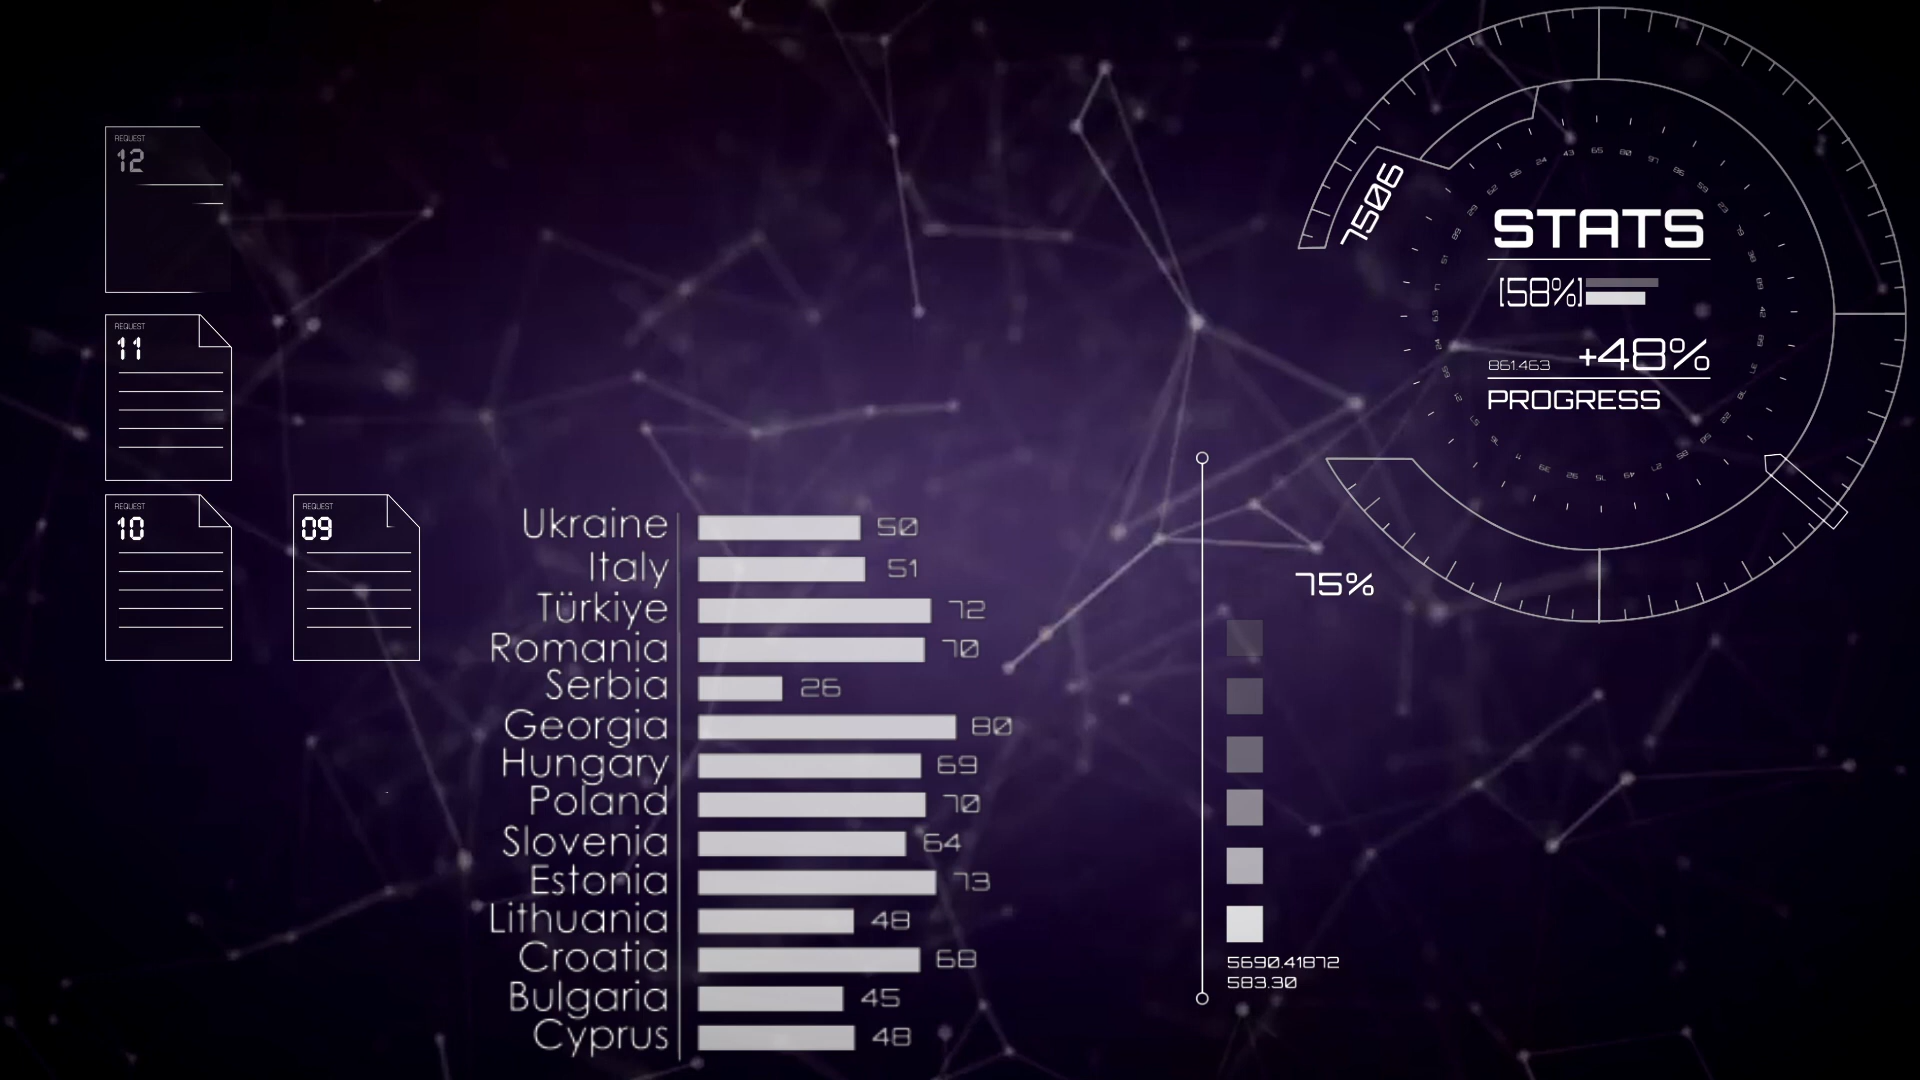 REQUEST
12
REQUEST
11
REQUEST
10
REQUEST
09
Ukraine 50
Italy 51
Türkiye 72
Romania 70
Serbia 26
Georgia 80
Hungary 69
Poland 70
Slovenia 64
Estonia 73
Lithuania 48
Croatia 68
Bulgaria 45
Cyprus 48
7506
STATS
[58%]
861.463 +48%
PROGRESS
75%
5690.41872
583.30